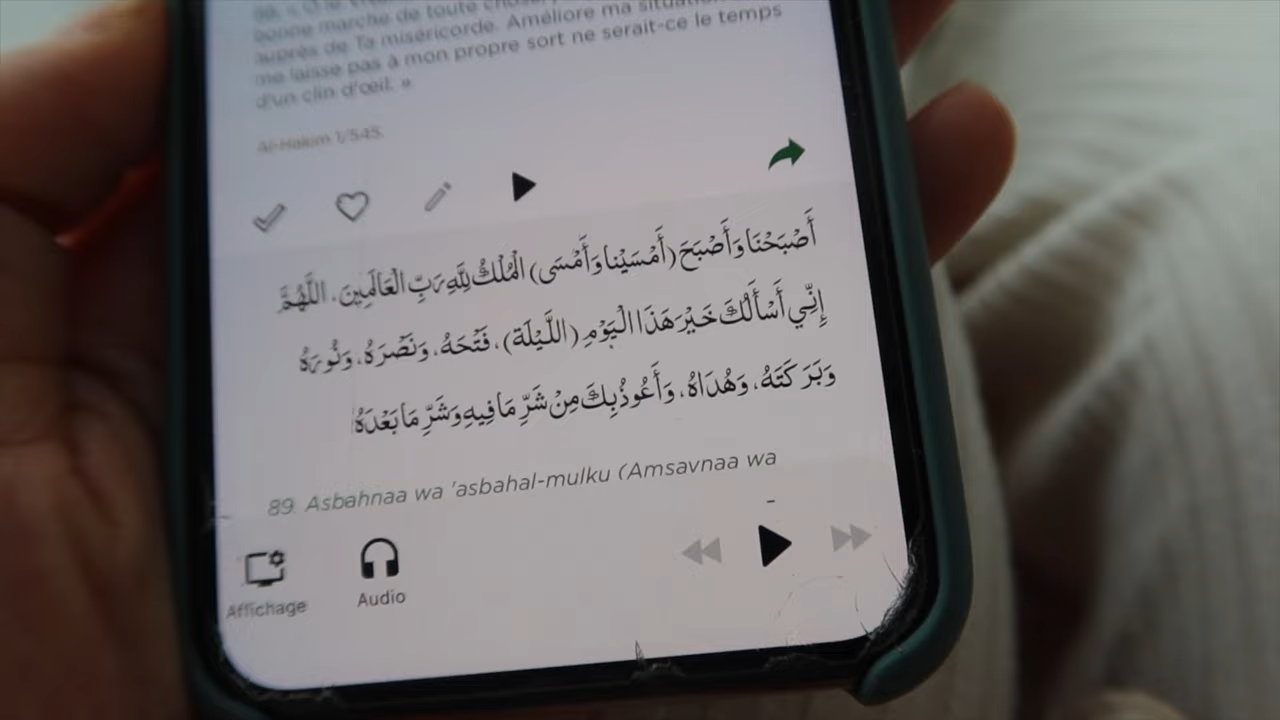 bonne marche de toute chose,
auprès de Ta miséricorde. Améliore ma situation
me laisse pas à mon propre sort ne serait-ce le temps
d'un clin d'œil. »
Al-Hakim 1/545.
أَصْبَحْنَا وَأَصْبَحَ (أَمْسَيْنا وَأَمْسَى) الْمُلْكُ لِلَّهِ رَبِّ الْعَالَمِينَ، اللَّهُمَّ
إِنِّي أَسْأَلُكَ خَيْرَ هَذَا الْيَوْمِ (اللَّيْلَةِ)، فَتْحَهُ، وَنَصْرَهُ، وَنُورَهُ
وَبَرَكَتَهُ، وَهُدَاهُ، وَأَعُوذُ بِكَ مِنْ شَرِّ مَا فِيهِ وَشَرِّ مَا بَعْدَهُ
89. Asbahnaa wa 'asbahal-mulku (Amsaynaa wa
Affichage
Audio